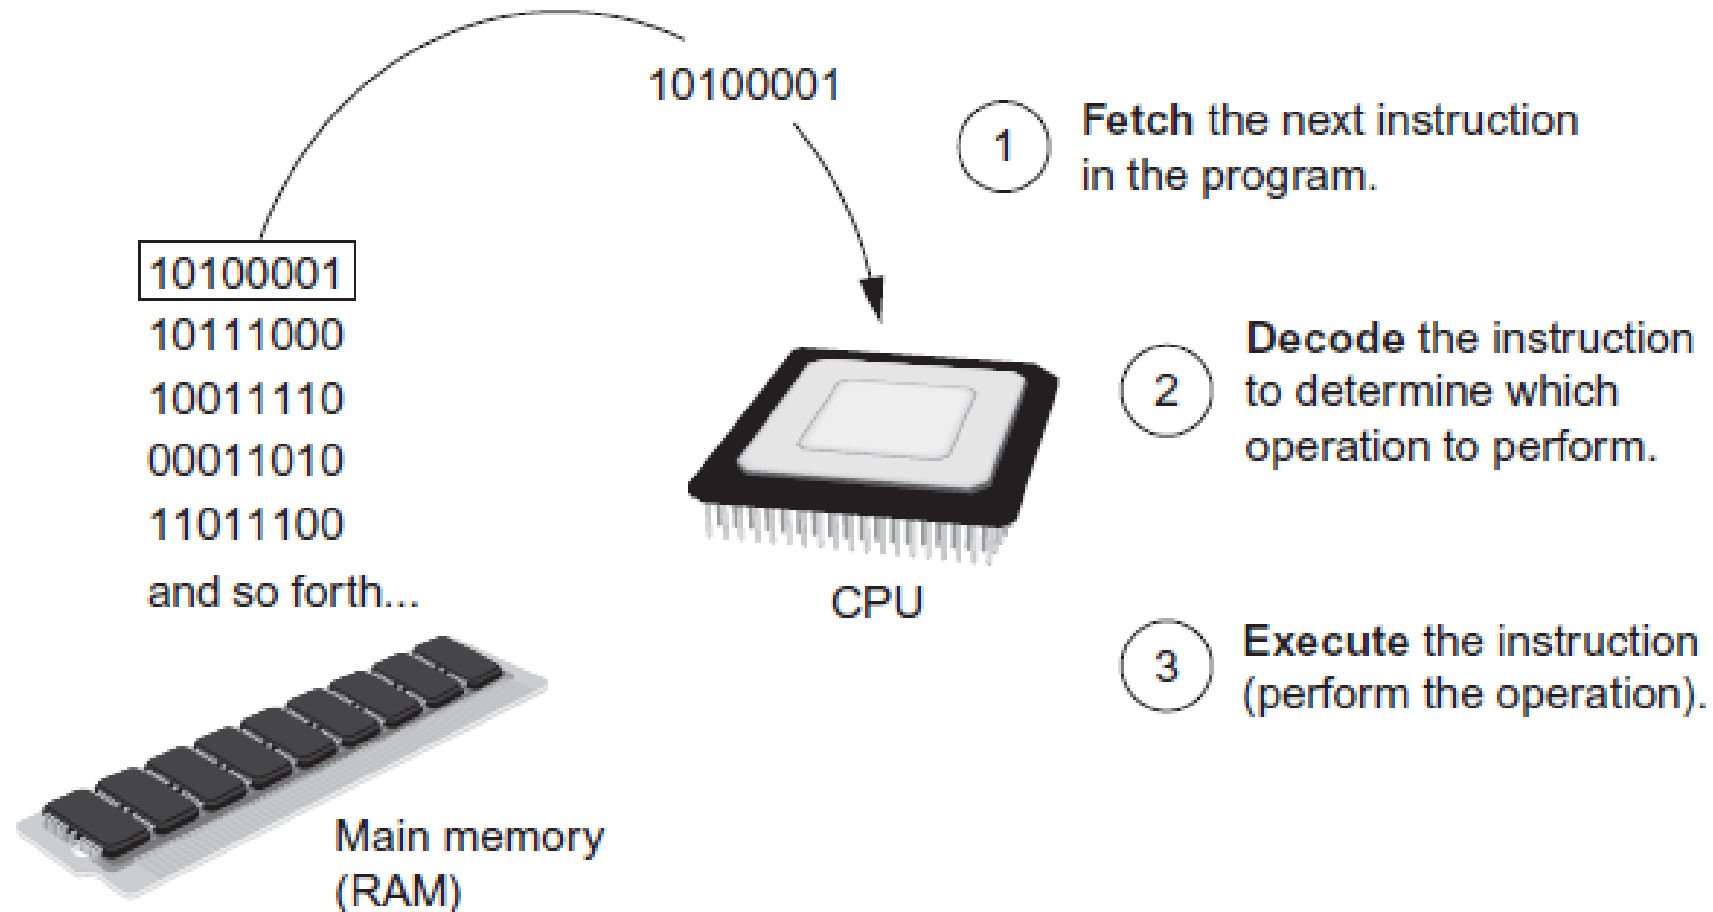 10100001
1
Fetch the next instruction
in the program.
10100001
10111000
10011110
00011010
11011100
and so forth...
CPU
2
Decode the instruction
to determine which
operation to perform.
3
Execute the instruction
(perform the operation).
Main memory
(RAM)